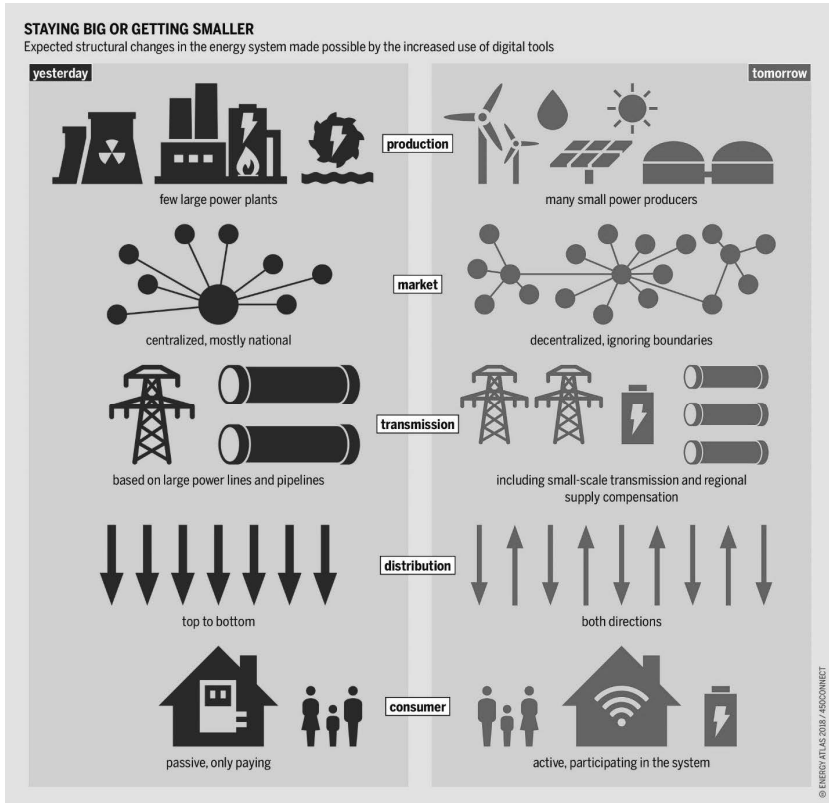 STAYING BIG OR GETTING SMALLER
Expected structural changes in the energy system made possible by the increased use of digital tools
yesterday
tomorrow
production
few large power plants
many small power producers
market
centralized, mostly national
decentralized, ignoring boundaries
transmission
based on large power lines and pipelines
including small-scale transmission and regional
supply compensation
distribution
top to bottom
both directions
consumer
passive, only paying
active, participating in the system
© ENERGY ATLAS 2018 / 450CONNECT